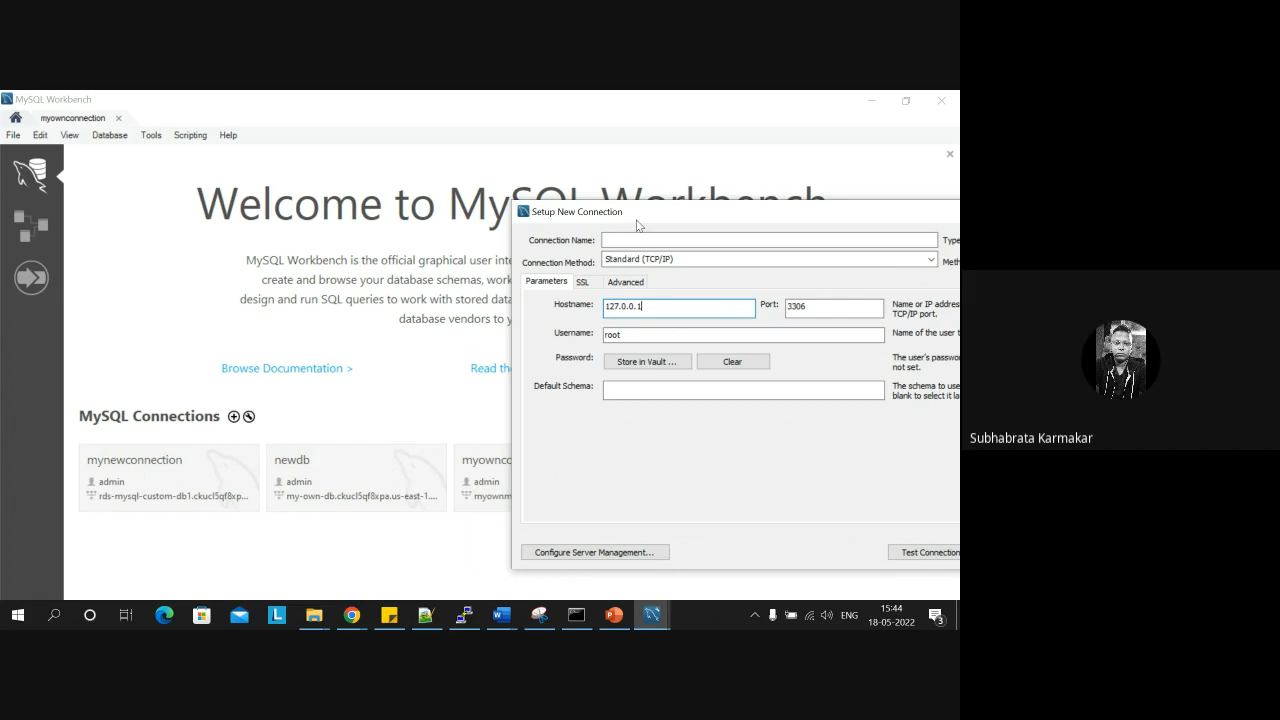 MySQL Workbench
myownconnection
File Edit View Database Tools Scripting Help
Welcome to MySQL Workbench
MySQL Workbench is the official graphical user inte
create and browse your database schemas, work
design and run SQL queries to work with stored dat
database vendors to y
Browse Documentation > Read the
MySQL Connections
mynewconnection
admin
rds-mysql-custom-db1.ckucl5qf8xp...
newdb
admin
my-own-db.ckucl5qf8xpa.us-east-1....
myownco
admin
myownm
Setup New Connection
Connection Name: Type
Connection Method: Standard (TCP/IP) Meth
Parameters SSL Advanced
Hostname: 127.0.0.1 Port: 3306 Name or IP addres
TCP/IP port.
Username: root Name of the user t
Password: Store in Vault ... Clear The user's passwo
not set.
Default Schema: The schema to use
blank to select it la
Configure Server Management... Test Connection
ENG
15:44
18-05-2022
3
Subhabrata Karmakar